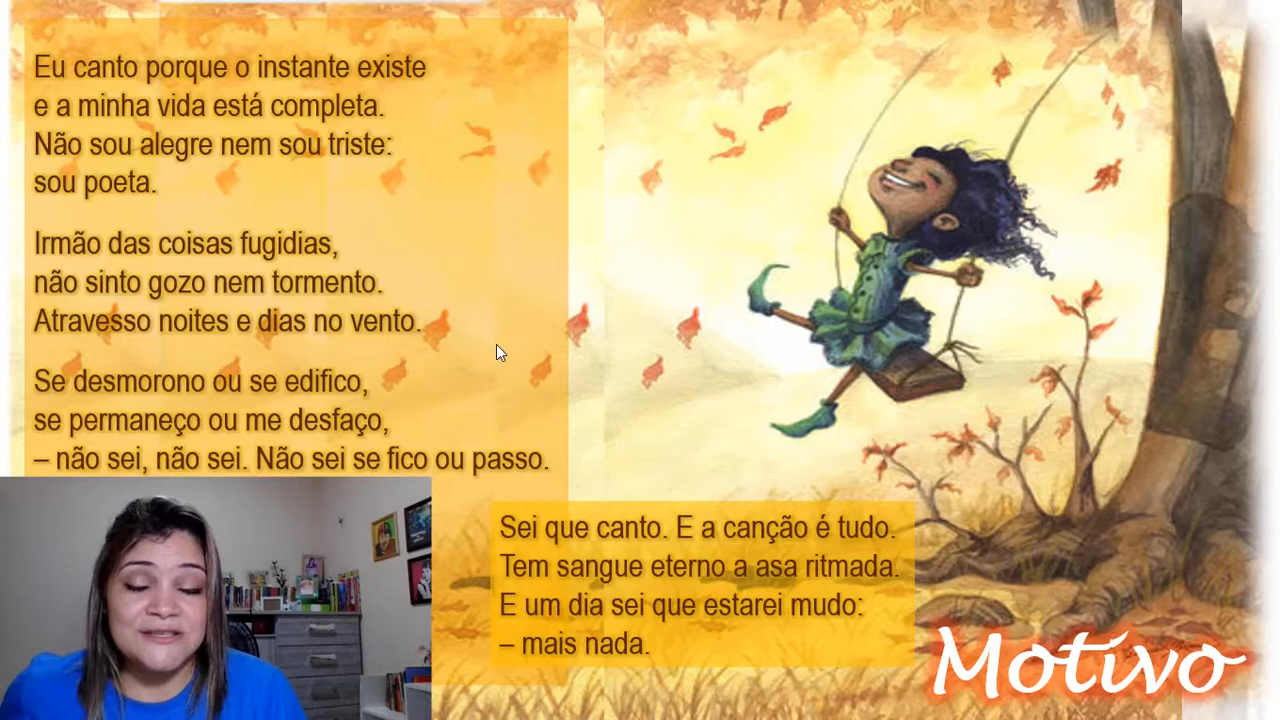 Eu canto porque o instante existe
e a minha vida está completa.
Não sou alegre nem sou triste:
sou poeta.
Irmão das coisas fugidias,
não sinto gozo nem tormento.
Atravesso noites e dias no vento.
Se desmorono ou se edifico,
se permaneço ou me desfaço,
– não sei, não sei. Não sei se fico ou passo.
Sei que canto. E a canção é tudo.
Tem sangue eterno a asa ritmada.
E um dia sei que estarei mudo:
– mais nada.
Motivo